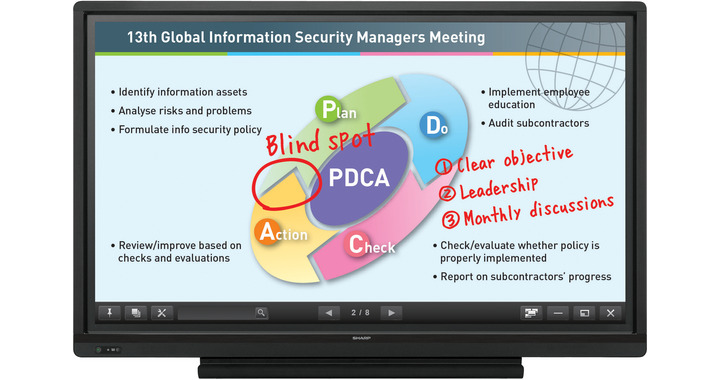 13th Global Information Security Managers Meeting
• Identify information assets
• Analyse risks and problems
• Formulate info security policy
• Implement employee
education
• Audit subcontractors
Plan
Do
Blind spot
PDCA
① Clear objective
② Leadership
③ Monthly discussions
Action
Check
• Review/improve based on
checks and evaluations
• Check/evaluate whether policy is
properly implemented
• Report on subcontractors' progress
2 / 8
SHARP